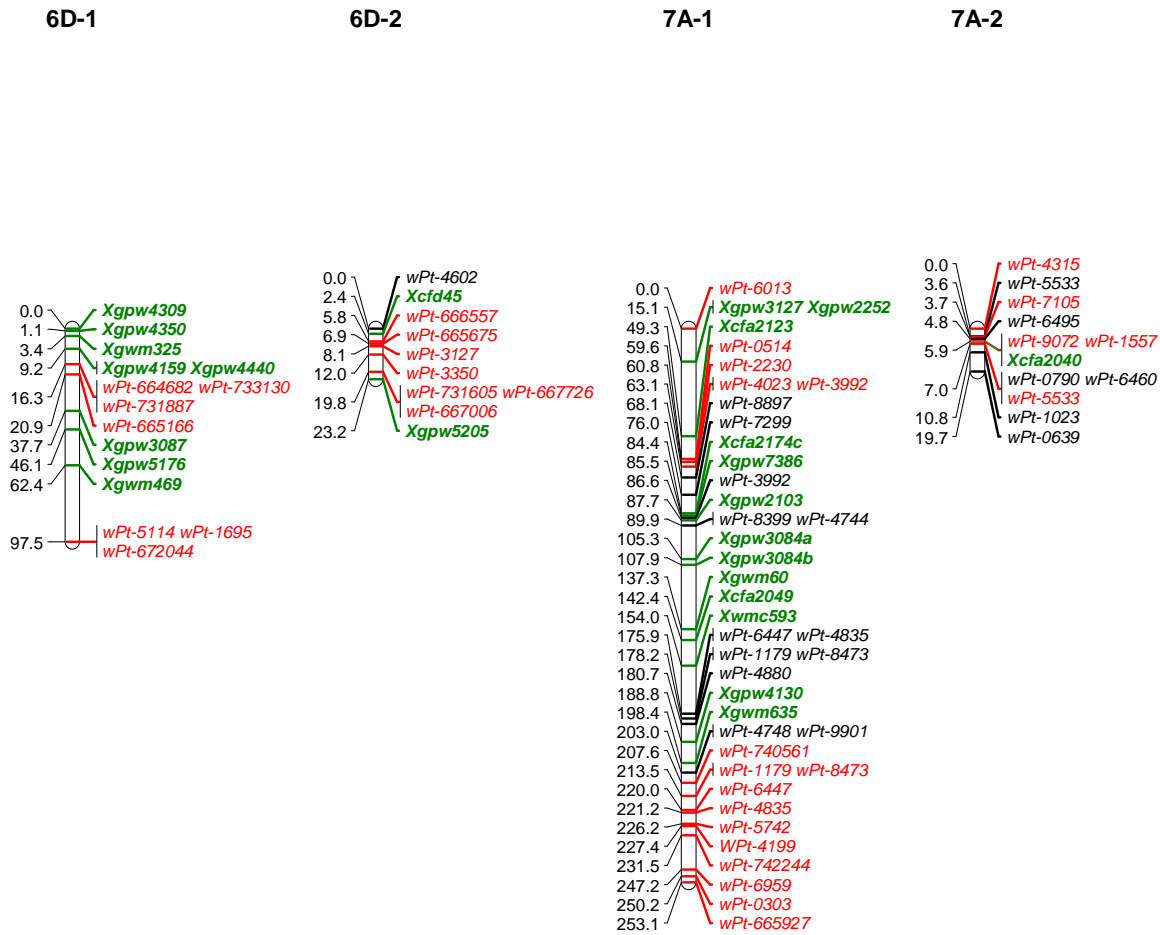 6D-1
0.0 Xgpw4309
1.1 Xgpw4350
3.4 Xgwm325
9.2 Xgpw4159 Xgpw4440
16.3 wPt-664682 wPt-733130
wPt-731887
20.9 wPt-665166
37.7 Xgpw3087
46.1 Xgpw5176
62.4 Xgwm469
97.5 wPt-5114 wPt-1695
wPt-672044
6D-2
0.0 wPt-4602
2.4 Xcfd45
5.8 wPt-666557
6.9 wPt-665675
8.1 wPt-3127
12.0 wPt-3350
19.8 wPt-731605 wPt-667726
wPt-667006
23.2 Xgpw5205
7A-1
0.0 wPt-6013
15.1 Xgpw3127 Xgpw2252
49.3 Xcfa2123
59.6 wPt-0514
60.8 wPt-2230
63.1 wPt-4023 wPt-3992
68.1 wPt-8897
76.0 wPt-7299
84.4 Xcfa2174c
85.5 Xgpw7386
86.6 wPt-3992
87.7 Xgpw2103
89.9 wPt-8399 wPt-4744
105.3 Xgpw3084a
107.9 Xgpw3084b
137.3 Xgwm60
142.4 Xcfa2049
154.0 Xwmc593
175.9 wPt-6447 wPt-4835
178.2 wPt-1179 wPt-8473
180.7 wPt-4880
188.8 Xgpw4130
198.4 Xgwm635
203.0 wPt-4748 wPt-9901
207.6 wPt-740561
213.5 wPt-1179 wPt-8473
220.0 wPt-6447
221.2 wPt-4835
226.2 wPt-5742
227.4 WPt-4199
231.5 wPt-742244
247.2 wPt-6959
250.2 wPt-0303
253.1 wPt-665927
7A-2
0.0 wPt-4315
3.6 wPt-5533
3.7 wPt-7105
4.8 wPt-6495
5.9 wPt-9072 wPt-1557
Xcfa2040
7.0 wPt-0790 wPt-6460
wPt-5533
10.8 wPt-1023
19.7 wPt-0639